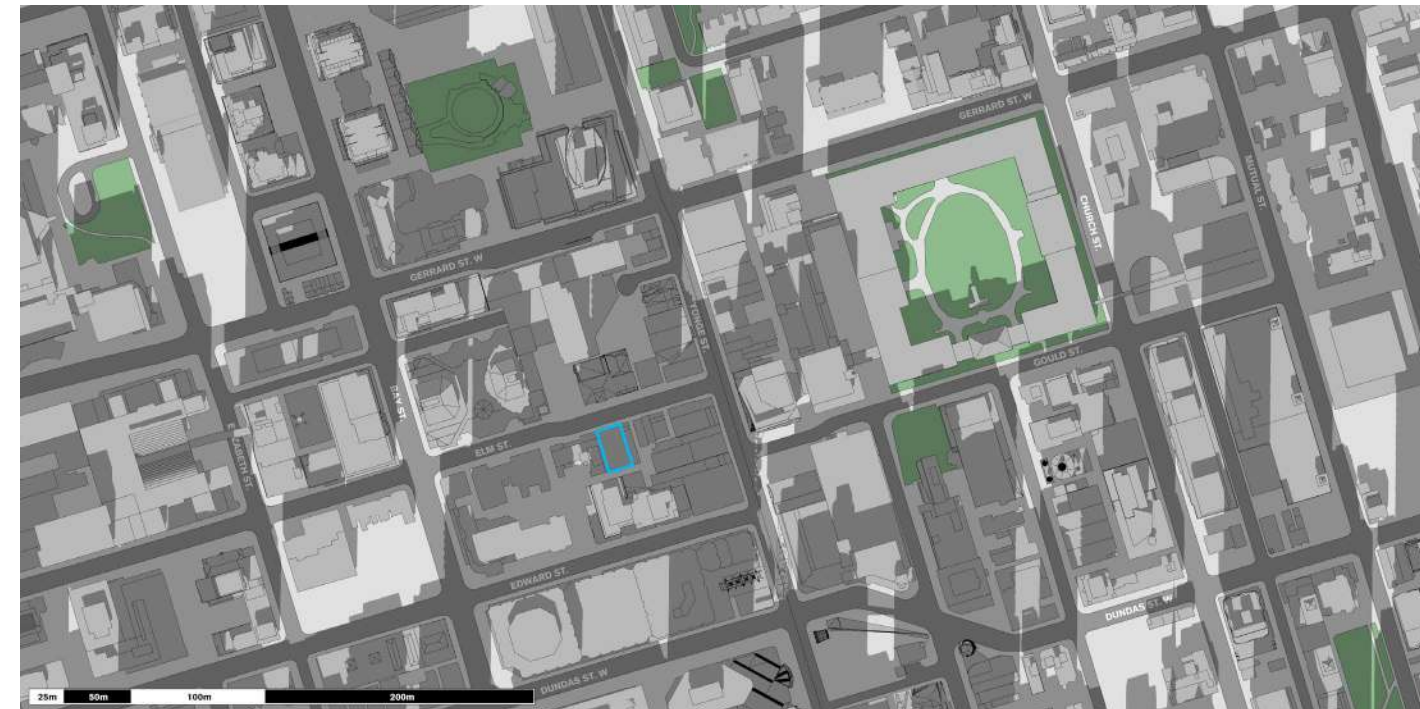 GERRARD ST. W
MUTUAL ST.
CHURCH ST.
GERRARD ST. W
YONGE ST.
GOULD ST.
BAY ST.
ELM ST.
ELIZABETH ST.
EDWARD ST.
DUNDAS ST. W
DUNDAS ST. W
25m 50m 100m 200m